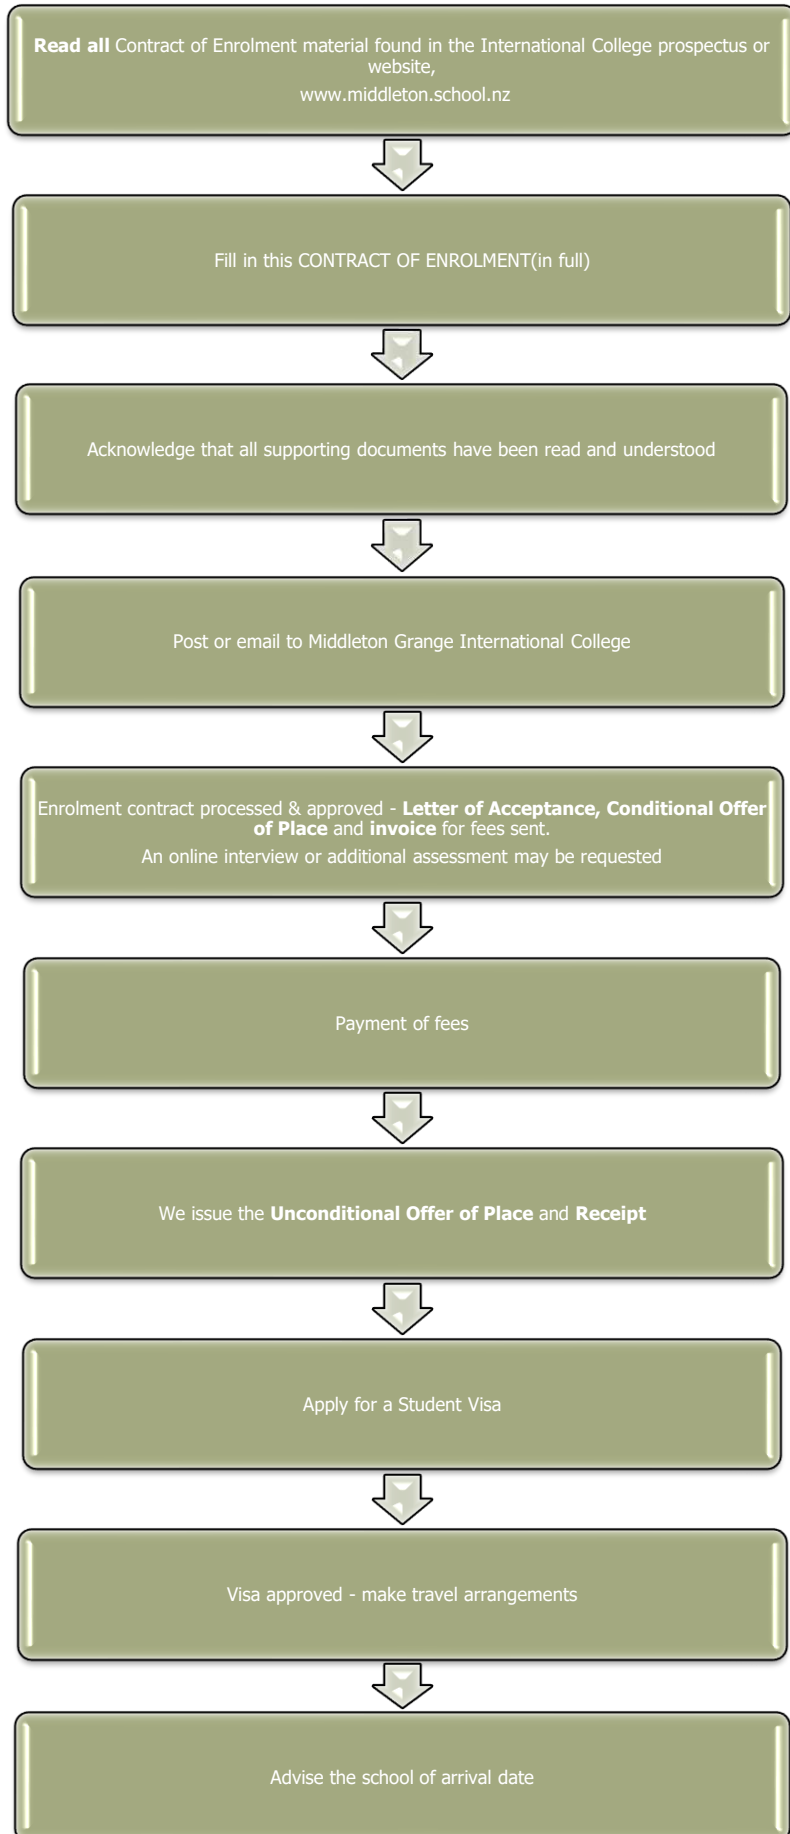 Read all Contract of Enrolment material found in the International College prospectus or
website,
www.middleton.school.nz
Fill in this CONTRACT OF ENROLMENT(in full)
Acknowledge that all supporting documents have been read and understood
Post or email to Middleton Grange International College
Enrolment contract processed & approved - Letter of Acceptance, Conditional Offer
of Place and invoice for fees sent.
An online interview or additional assessment may be requested
Payment of fees
We issue the Unconditional Offer of Place and Receipt
Apply for a Student Visa
Visa approved - make travel arrangements
Advise the school of arrival date